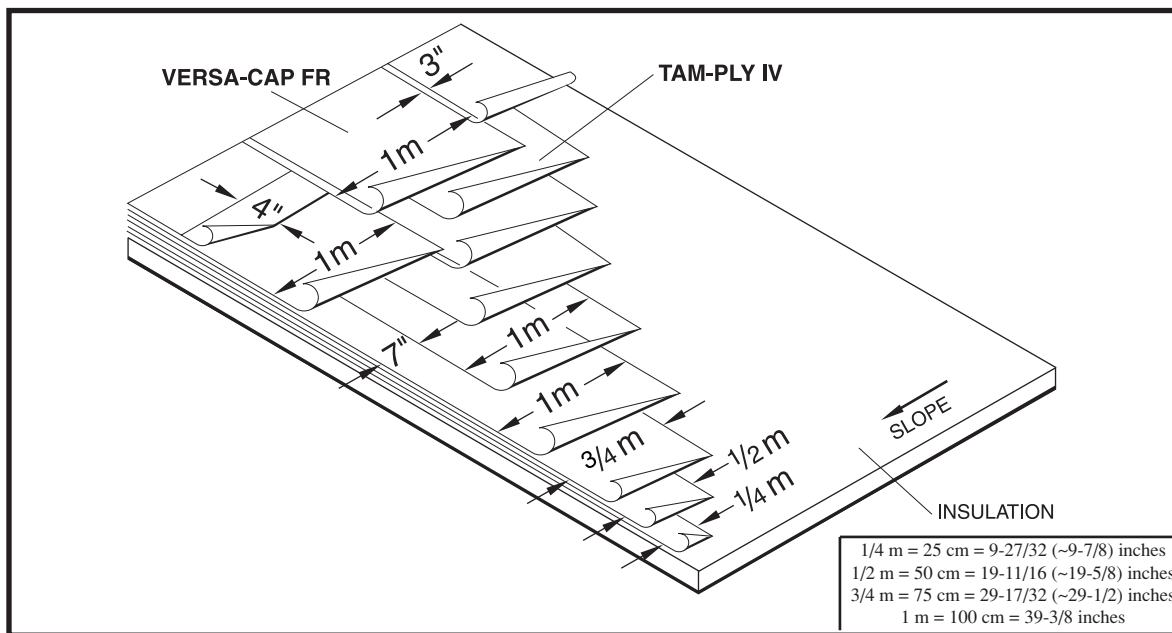 VERSA-CAP FR
3"
TAM-PLY IV
1m
4"
1m
7"
1m
1m
3/4 m
1/2 m
1/4 m
SLOPE
INSULATION
1/4 m = 25 cm = 9-27/32 (~9-7/8) inches
1/2 m = 50 cm = 19-11/16 (~19-5/8) inches
3/4 m = 75 cm = 29-17/32 (~29-1/2) inches
1 m = 100 cm = 39-3/8 inches